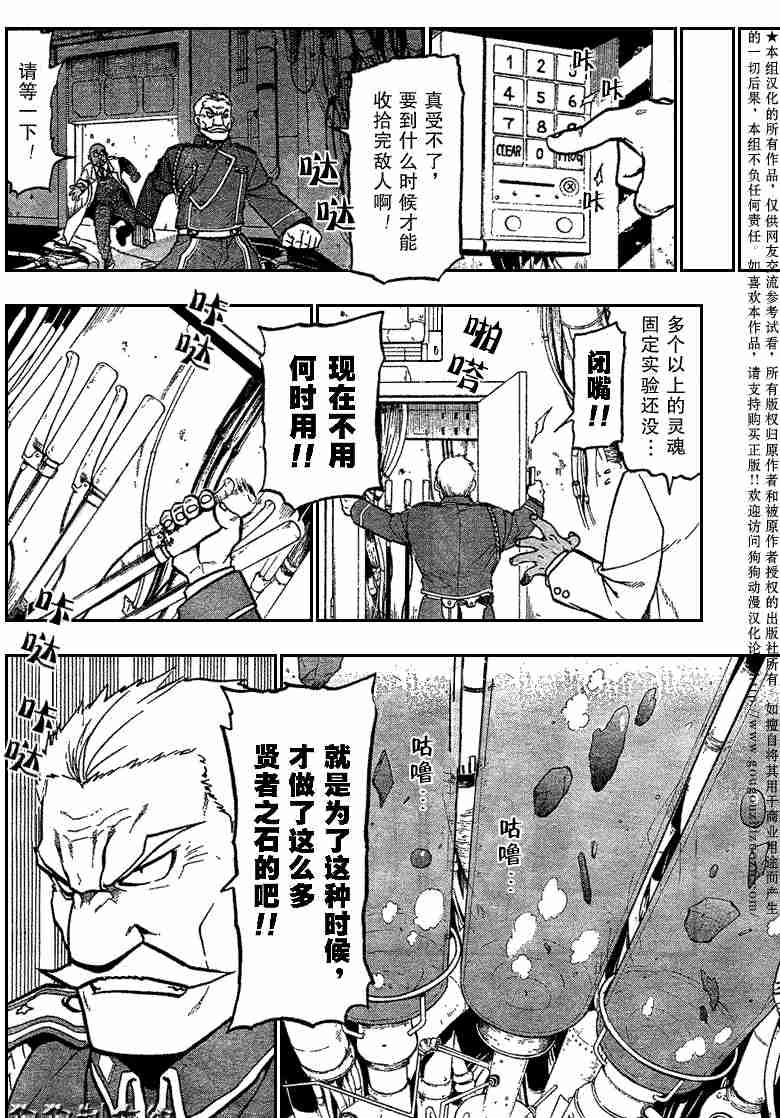 咔
咔
咔
1 2 3
4 5 6
7 8
CLEAR 0
真受不了，
要到什么时候才能
收拾完敌人啊！
请等一下！
哒
哒
多个以上的灵魂
固定实验还没…
闭嘴！！
啪
嗒
现在不用
何时用！！
咔
哒
咔
哒
咔
哒
咕噜…
咕噜…
就是为了这种时候，
才做了这么多
贤者之石的吧！！
★本组汉化的所有作品，仅供网友交流参考试看，所有版权归原作者和被原作者授权的出版社所有，如擅自将其用于商业用途而产生
的一切后果，本组不负任何责任。如喜欢本作品，请支持购买正版！！欢迎访问狗狗动漫汉化论